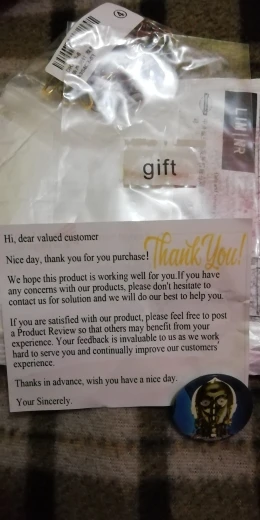 gift
Hi, dear valued customer
Thank You!
Nice day, thank you for you purchase!
We hope this product is working well for you.If you have
any concerns with our products, please don't hesitate to
contact us for solution and we will do our best to help you.
If you are satisfied with our product, please feel free to post
a Product Review so that others may benefit from your
experience. Your feedback is invaluable to us as we work
hard to serve you and continually improve our customers'
experience.
Thanks in advance, wish you have a nice day.
Your Sincerely.